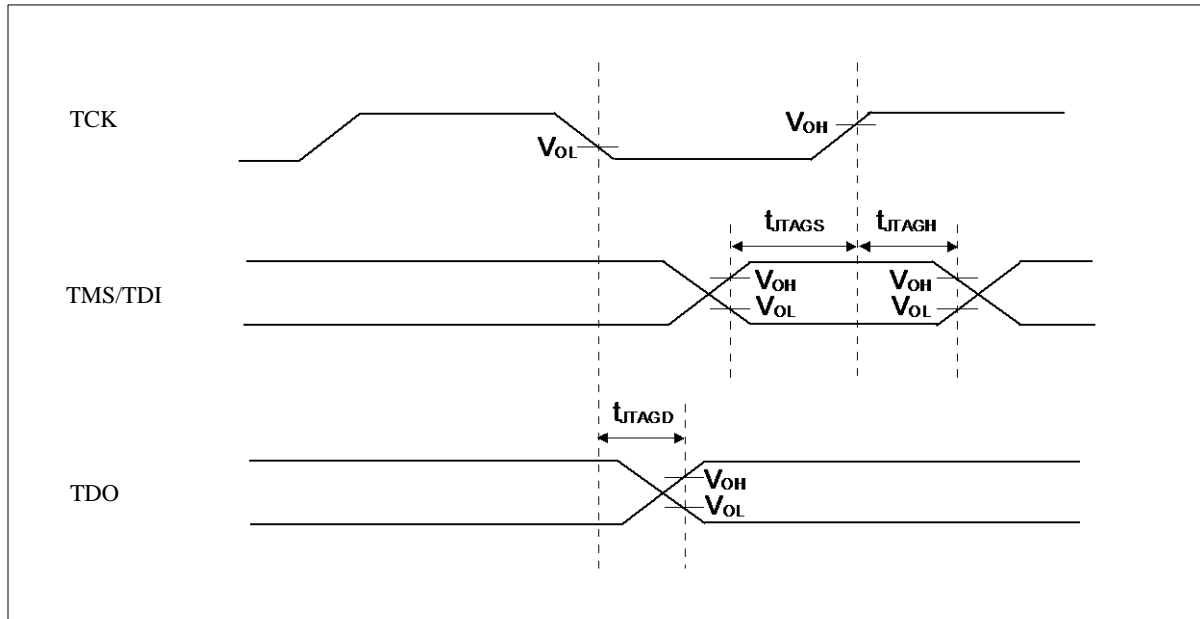 TCK
VOH
VOL
tJTAGS
tJTAGH
TMS/TDI
VOH
VOH
VOL
VOL
tJTAGD
TDO
VOH
VOL